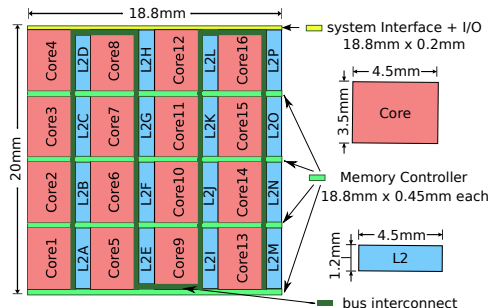 18.8mm
system Interface + I/O
18.8mm x 0.2mm
20mm
Core4
L2D
Core8
L2H
Core12
L2L
Core16
L2P
Core3
L2C
Core7
L2G
Core11
L2K
Core15
L2O
Core2
L2B
Core6
L2F
Core10
L2J
Core14
L2N
Core1
L2A
Core5
L2E
Core9
L2I
Core13
L2M
4.5mm
3.5mm
Core
Memory Controller
18.8mm x 0.45mm each
4.5mm
1.2mm
L2
bus interconnect